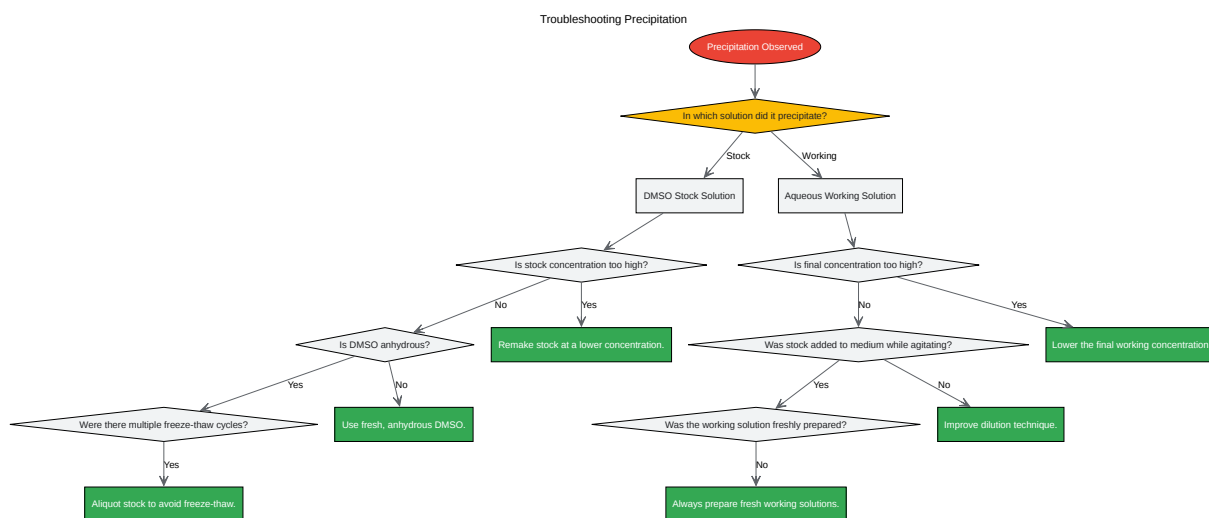 Troubleshooting Precipitation
Precipitation Observed
In which solution did it precipitate?
Stock
Working
DMSO Stock Solution
Aqueous Working Solution
Is stock concentration too high?
Is final concentration too high?
No
Yes
No
Yes
Is DMSO anhydrous?
Remake stock at a lower concentration.
Was stock added to medium while agitating?
Lower the final working concentration
Yes
No
Yes
No
Were there multiple freeze-thaw cycles?
Use fresh, anhydrous DMSO.
Was the working solution freshly prepared?
Improve dilution technique.
Yes
No
Aliquot stock to avoid freeze-thaw.
Always prepare fresh working solutions.